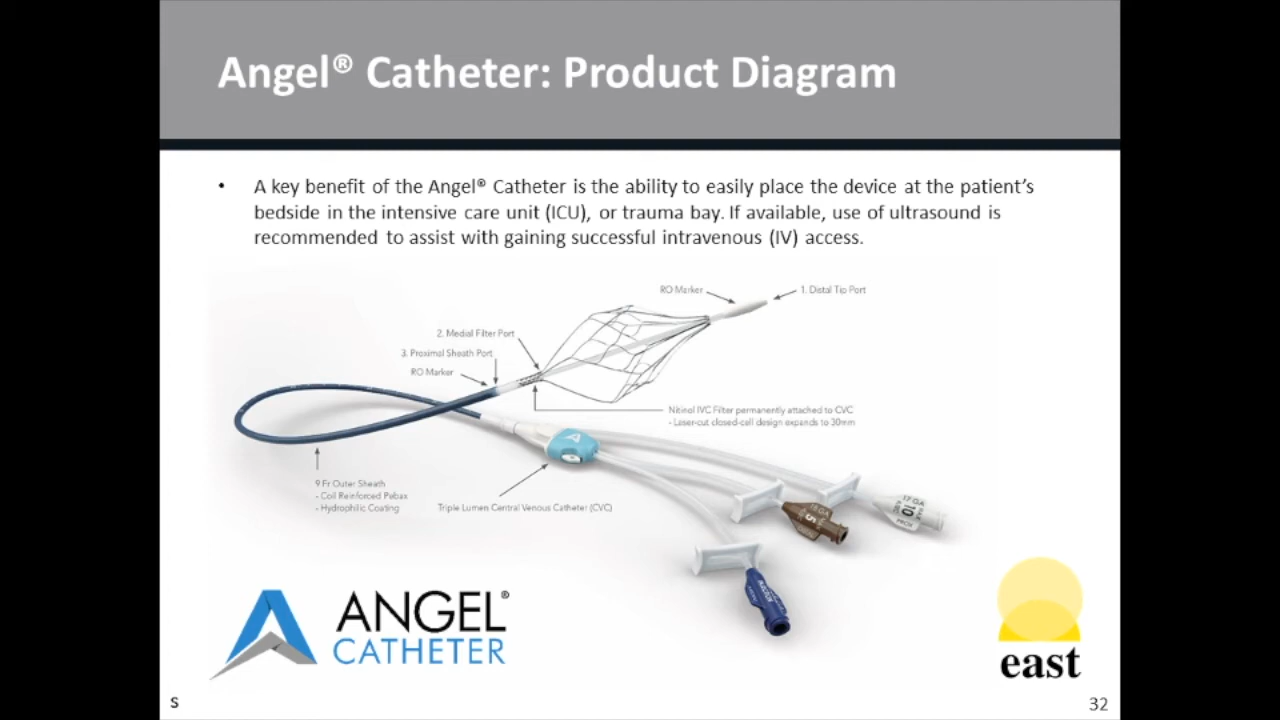 Angel® Catheter: Product Diagram
• A key benefit of the Angel® Catheter is the ability to easily place the device at the patient's
bedside in the intensive care unit (ICU), or trauma bay. If available, use of ultrasound is
recommended to assist with gaining successful intravenous (IV) access.
RO Marker
1. Distal Tip Port
2. Medial Filter Port
3. Proximal Sheath Port
RO Marker
Nitinol IVC Filter permanently attached to CVC
- Laser-cut closed-cell design expands to 30mm
9 Fr Outer Sheath
- Coil Reinforced Pebax
- Hydrophilic Coating
Triple Lumen Central Venous Catheter (CVC)
17 GA
10
PROX
5
ANGEL®
CATHETER
east
S
32